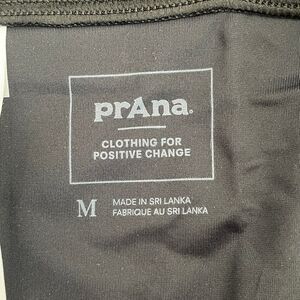 prAna
CLOTHING FOR
POSITIVE CHANGE
M
MADE IN SRI LANKA
FABRIQUE AU SRI LANKA